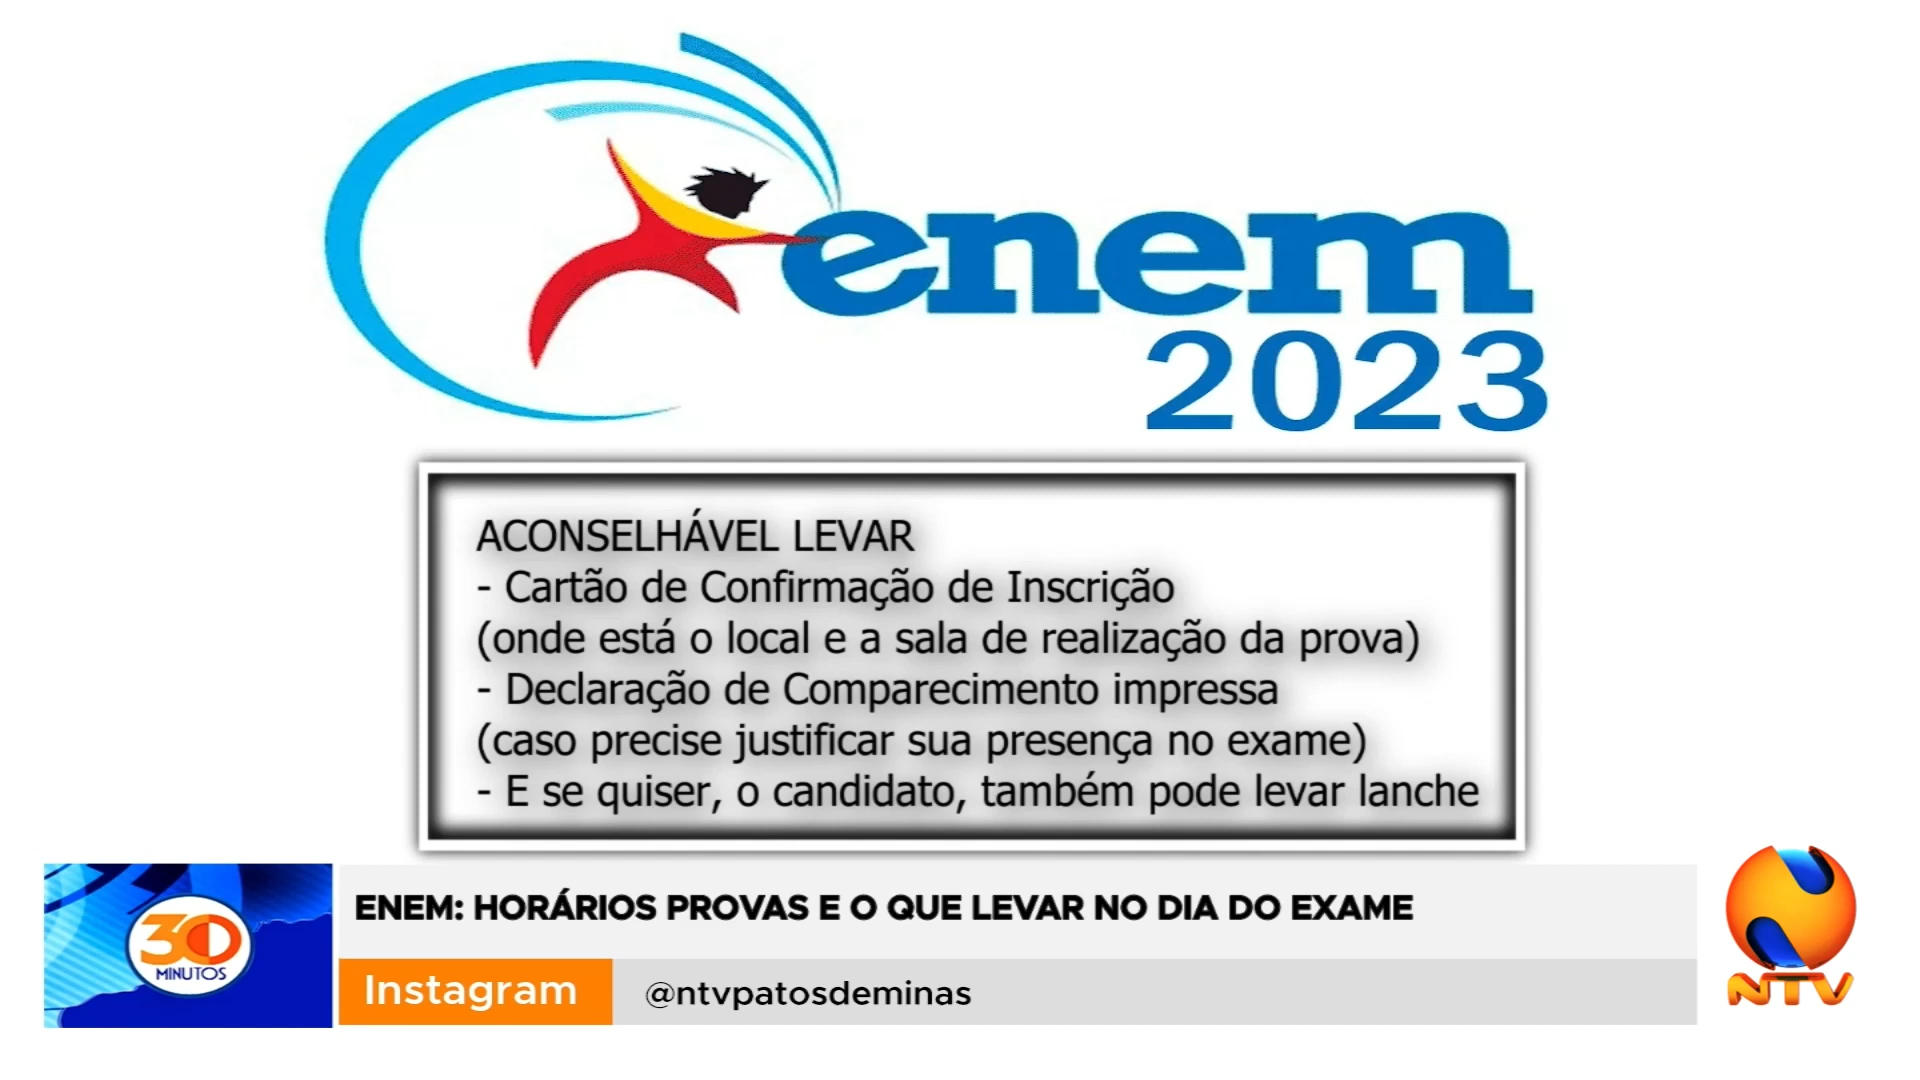 enem
2023
ACONSELHÁVEL LEVAR
- Cartão de Confirmação de Inscrição
(onde está o local e a sala de realização da prova)
- Declaração de Comparecimento impressa
(caso precise justificar sua presença no exame)
- E se quiser, o candidato, também pode levar lanche
30
MINUTOS
ENEM: HORÁRIOS PROVAS E O QUE LEVAR NO DIA DO EXAME
Instagram
@ntvpatosdeminas
NTV